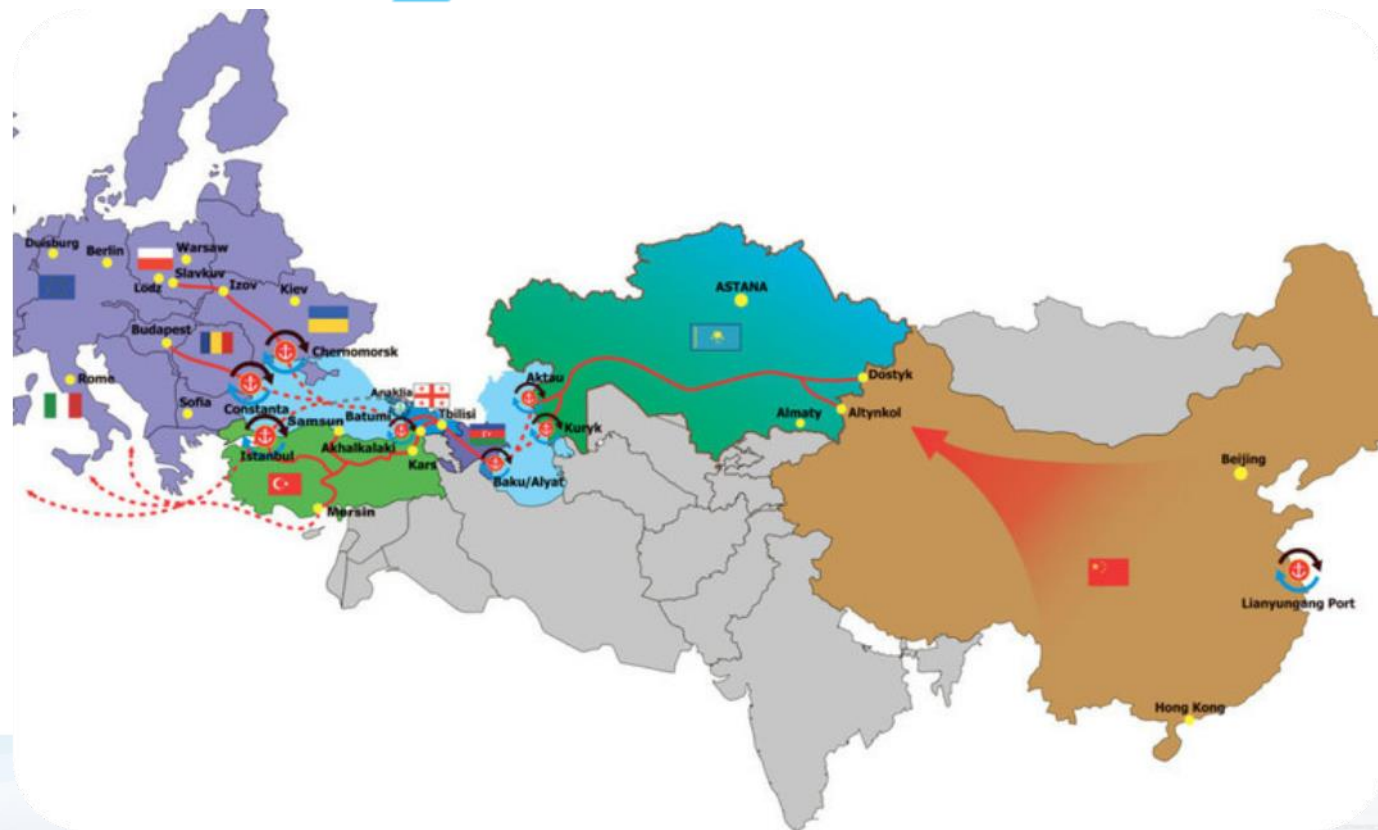 Duisburg
Berlin
Warsaw
Slavkuv
Lodz
Izov
Kiev
Budapest
Chernomorsk
Rome
Sofia
Constanta
Istanbul
Samsun
Batumi
Anaklia
Tbilisi
Akhalkalaki
Kars
Mersin
Baku/Alyat
Aktau
Kuryk
ASTANA
Dostyk
Almaty
Altynkol
Beijing
Lianyungang Port
Hong Kong